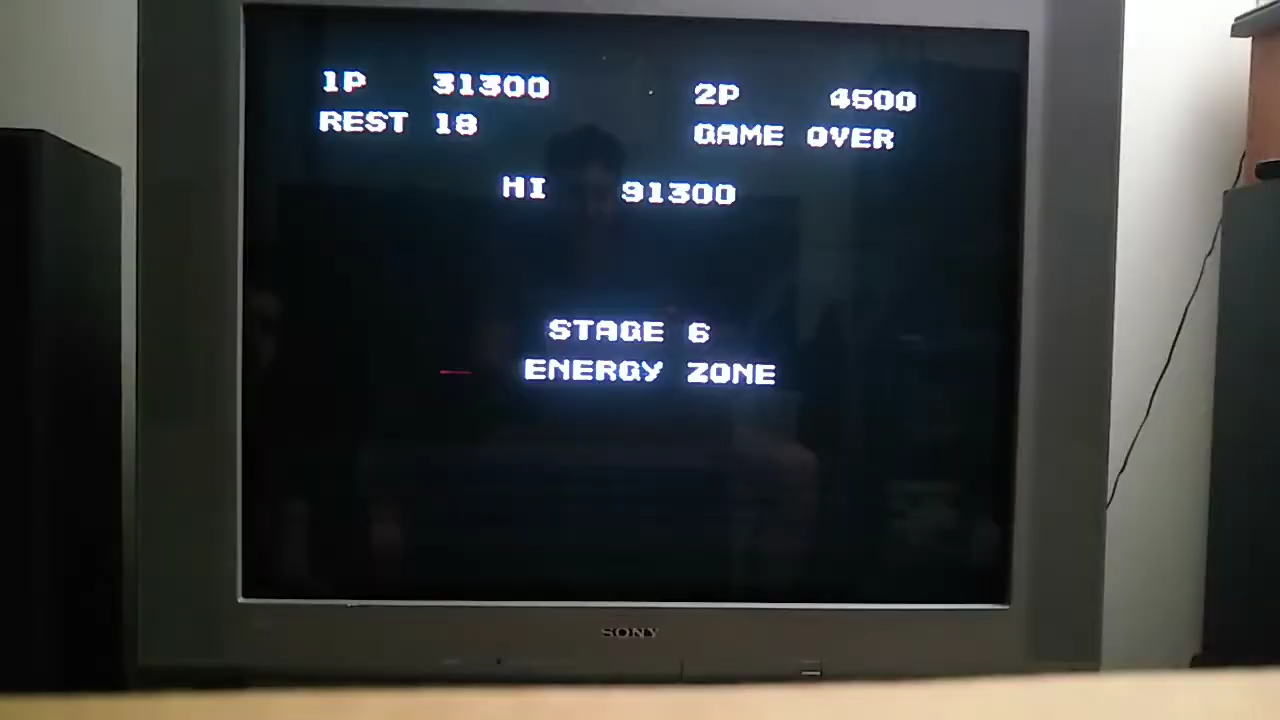 1P 31300 2P 4500
REST 18 GAME OVER
HI 91300
STAGE 6
ENERGY ZONE
SONY